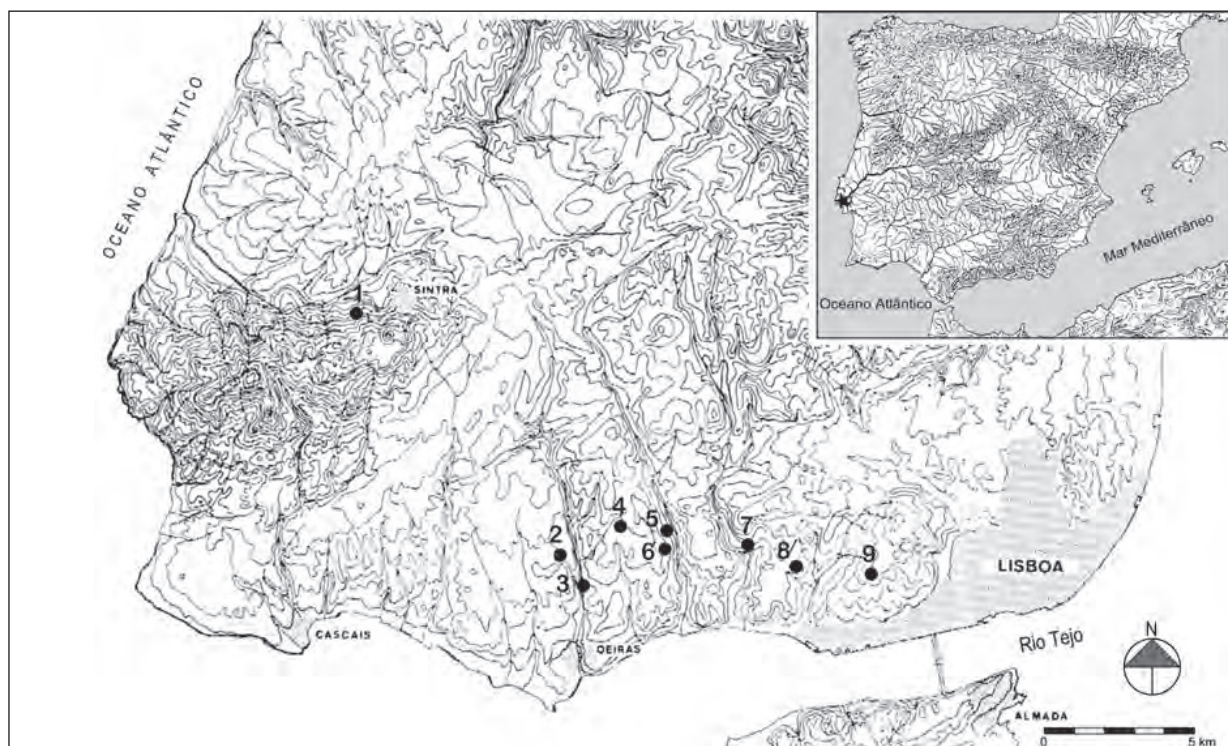 OCEANO ATLÂNTICO
Mar Mediterrâneo
Oceano Atlântico
1
SINTRA
4
5
2
6
7
8
9
3
LISBOA
CASCAIS
OEIRAS
Rio Tejo
N
ALMADA
0
5 km